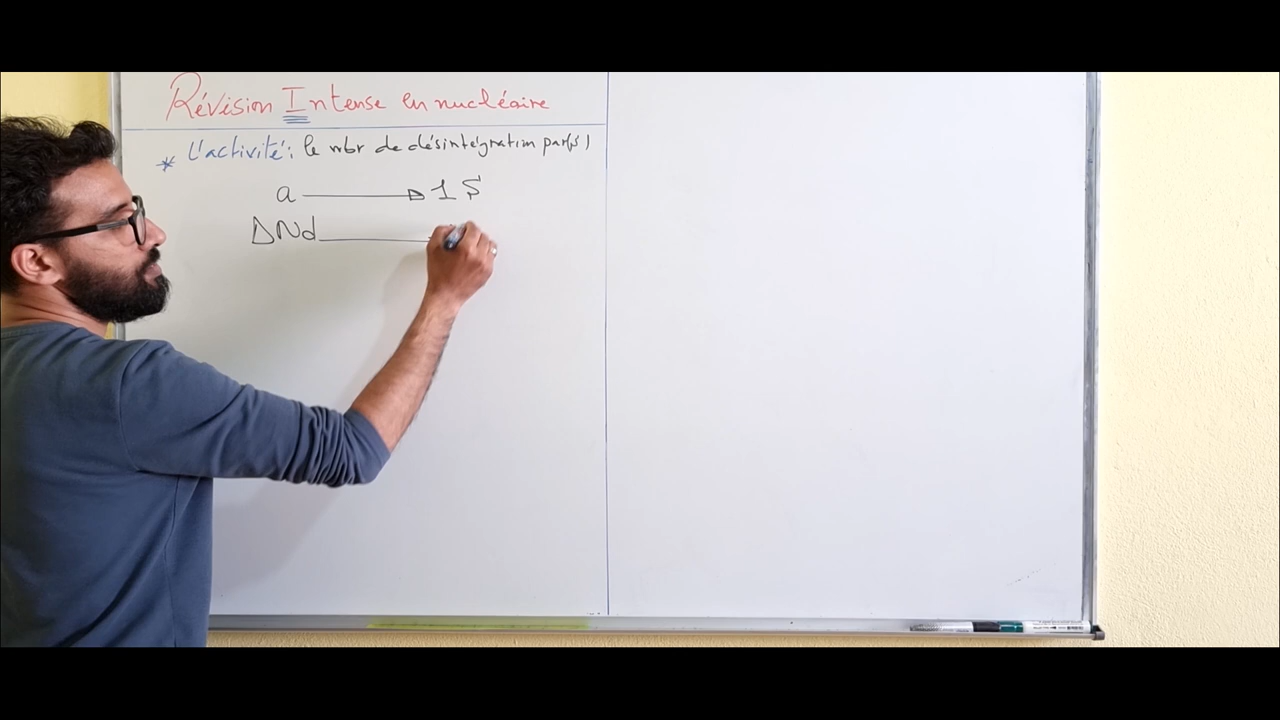 Révision Intense en nucléaire
* L'activité: le nbr de désintégration par(s)
a → 1 s
ΔNd